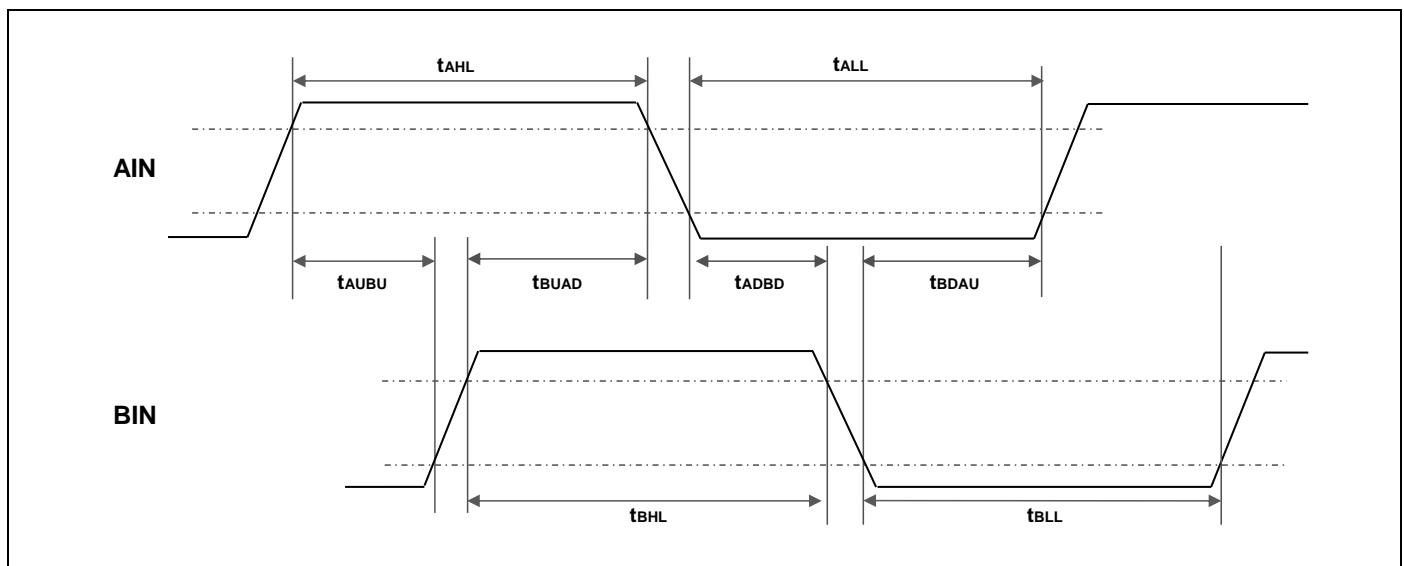 tAHL
tALL
AIN
tAUBU
tBUAD
tADBD
tBDAU
BIN
tBHL
tBLL